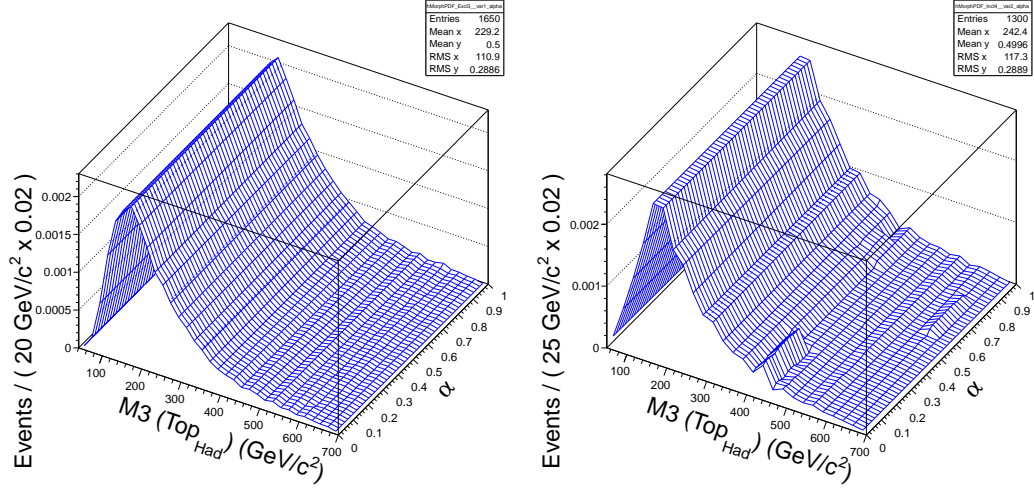 hMorphPDF_Excl3__var1_alpha
Entries 1650
Mean x 229.2
Mean y 0.5
RMS x 110.9
RMS y 0.2886
Events / ( 20 GeV/c² x 0.02 )
0.002
0.0015
0.001
0.0005
0
100
200
300
400
500
600
700
M3 (Top_Had) (GeV/c²)
0
0.1
0.2
0.3
0.4
0.5
0.6
0.7
0.8
0.9
1
α
hMorphPDF_Incl4__var2_alpha
Entries 1300
Mean x 242.4
Mean y 0.4996
RMS x 117.3
RMS y 0.2889
Events / ( 25 GeV/c² x 0.02 )
0.002
0.001
0
100
200
300
400
500
600
700
M3 (Top_Had) (GeV/c²)
0
0.1
0.2
0.3
0.4
0.5
0.6
0.7
0.8
0.9
1
α